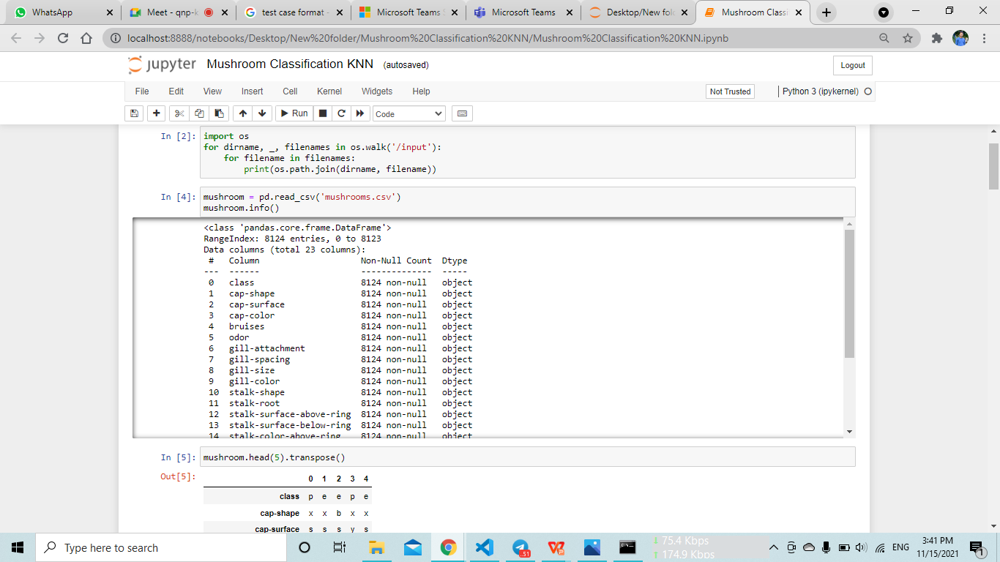 WhatsApp
Meet - qnp-k
test case format -
Microsoft Teams S
Microsoft Teams
Desktop/New fol
Mushroom Classi
localhost:8888/notebooks/Desktop/New%20folder/Mushroom%20Classification%20KNN/Mushroom%20Classification%20KNN.ipynb
jupyter Mushroom Classification KNN (autosaved)
Logout
File Edit View Insert Cell Kernel Widgets Help
Not Trusted
Python 3 (ipykernel)
Run
Code
In [2]: import os
for dirname, _, filenames in os.walk('/input'):
    for filename in filenames:
        print(os.path.join(dirname, filename))
In [4]: mushroom = pd.read_csv('mushrooms.csv')
mushroom.info()
<class 'pandas.core.frame.DataFrame'>
RangeIndex: 8124 entries, 0 to 8123
Data columns (total 23 columns):
 #   Column                    Non-Null Count  Dtype
---  ------                    --------------  -----
 0   class                     8124 non-null   object
 1   cap-shape                 8124 non-null   object
 2   cap-surface               8124 non-null   object
 3   cap-color                 8124 non-null   object
 4   bruises                   8124 non-null   object
 5   odor                      8124 non-null   object
 6   gill-attachment           8124 non-null   object
 7   gill-spacing              8124 non-null   object
 8   gill-size                 8124 non-null   object
 9   gill-color                8124 non-null   object
 10  stalk-shape               8124 non-null   object
 11  stalk-root                8124 non-null   object
 12  stalk-surface-above-ring  8124 non-null   object
 13  stalk-surface-below-ring  8124 non-null   object
 14  stalk-color-above-ring    8124 non-null   object
In [5]: mushroom.head(5).transpose()
Out[5]:
0 1 2 3 4
class p e e p e
cap-shape x x b x x
cap-surface s s s y s
Type here to search
51
75.4 Kbps
174.9 Kbps
ENG
3:41 PM
11/15/2021
1